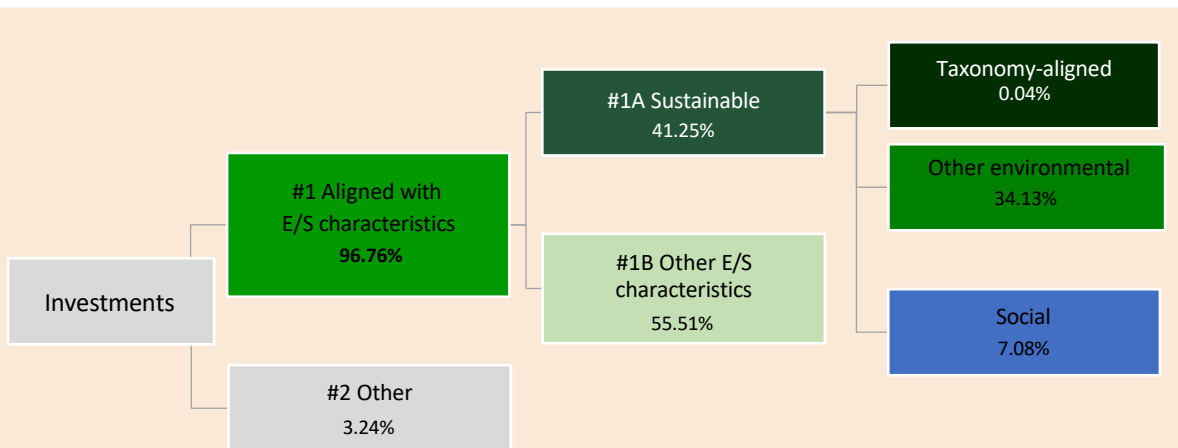 Investments
#1 Aligned with
E/S characteristics
96.76%
#2 Other
3.24%
#1A Sustainable
41.25%
#1B Other E/S
characteristics
55.51%
Taxonomy-aligned
0.04%
Other environmental
34.13%
Social
7.08%